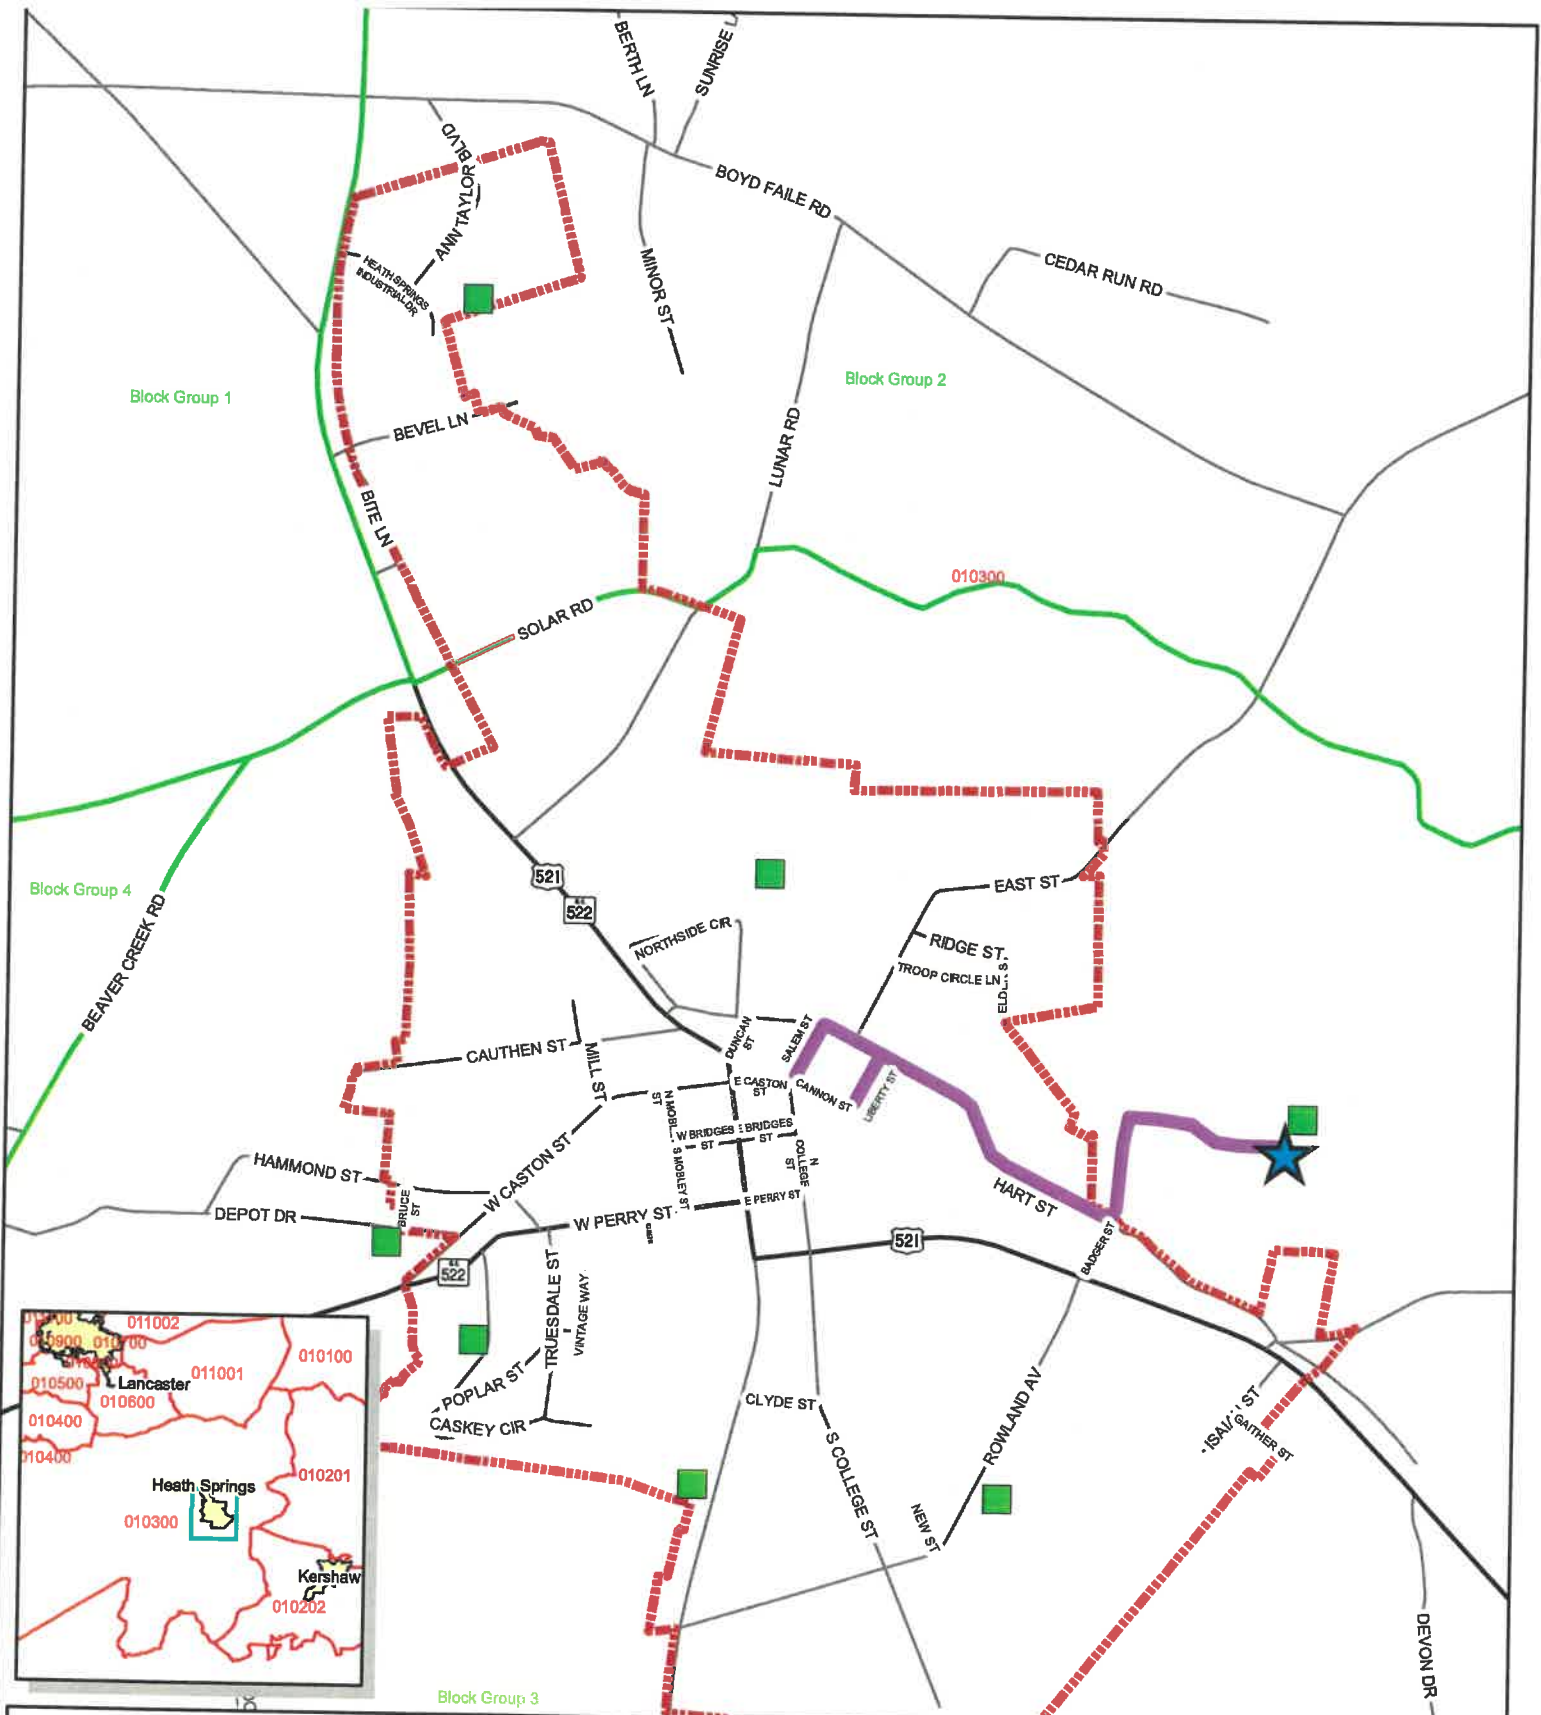 BERTH LN
SUNRISE L
ANN TAYLOR BLVD
BOYD FAILE RD
HEATH SPRINGS
INDUSTRIAL DR
MINOR ST
CEDAR RUN RD
Block Group 1
Block Group 2
BEVEL LN
LUNAR RD
BITE LN
010300
SOLAR RD
521
522
Block Group 4
BEAVER CREEK RD
EAST ST
NORTHSIDE CIR
RIDGE ST
TROOP CIRCLE LN
DUNCAN
ST
SALEM ST
CAUTHEN ST
MILL ST
E CASTON
ST
CANNON ST
LIBERTY ST
W BRIDGES
ST
BRIDGES
ST
N
COLLEGE
ST
S MOBLEY ST
HAMMOND ST
W CASTON ST
BRUCE
ST
DEPOT DR
W PERRY ST
E PERRY ST
HART ST
BADGER ST
521
522
TRUESDALE ST
VINTAGE WAY
POPLAR ST
CASKEY CIR
CLYDE ST
S COLLEGE ST
ROWLAND AV
NEW ST
GAITHER ST
DEVON DR
011002
010900
010100
011001
010500
Lancaster
010600
010400
010400
010201
Heath Springs
010300
Kershaw
010202
Block Group 3